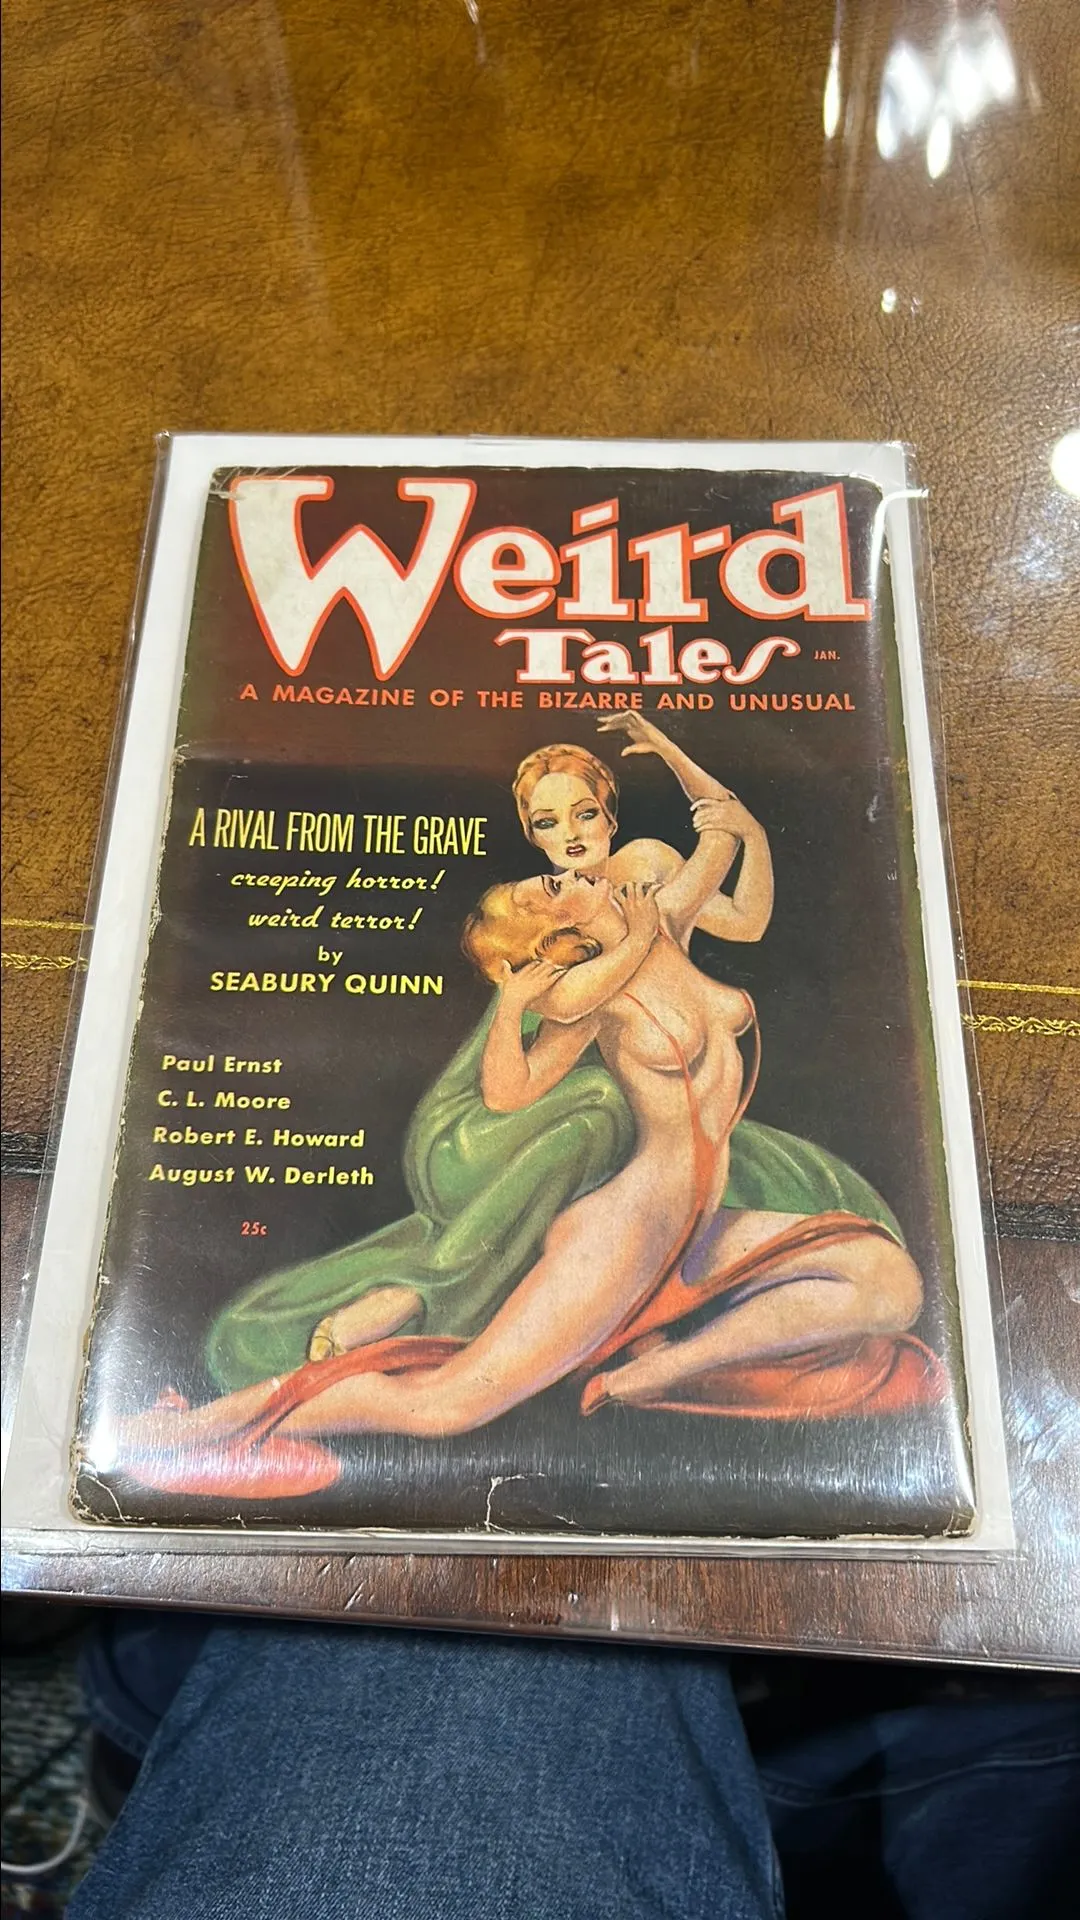 Weird
Tales
JAN.
A MAGAZINE OF THE BIZARRE AND UNUSUAL
A RIVAL FROM THE GRAVE
creeping horror!
weird terror!
by
SEABURY QUINN
Paul Ernst
C. L. Moore
Robert E. Howard
August W. Derleth
25c